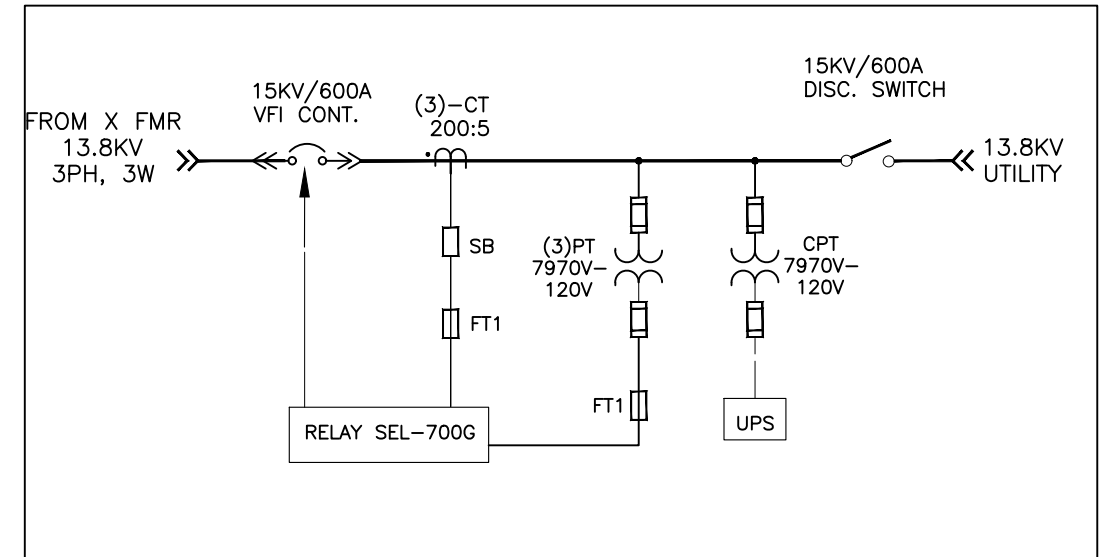 FROM X FMR
13.8KV
3PH, 3W
15KV/600A
VFI CONT.
(3)-CT
200:5
15KV/600A
DISC. SWITCH
13.8KV
UTILITY
SB
FT1
(3)PT
7970V-
120V
CPT
7970V-
120V
FT1
UPS
RELAY SEL-700G